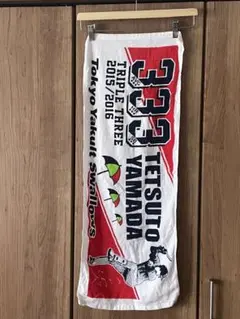 333
TETSUTO
YAMADA
TRIPLE THREE
2015/2016
Tokyo Yakult Swallows